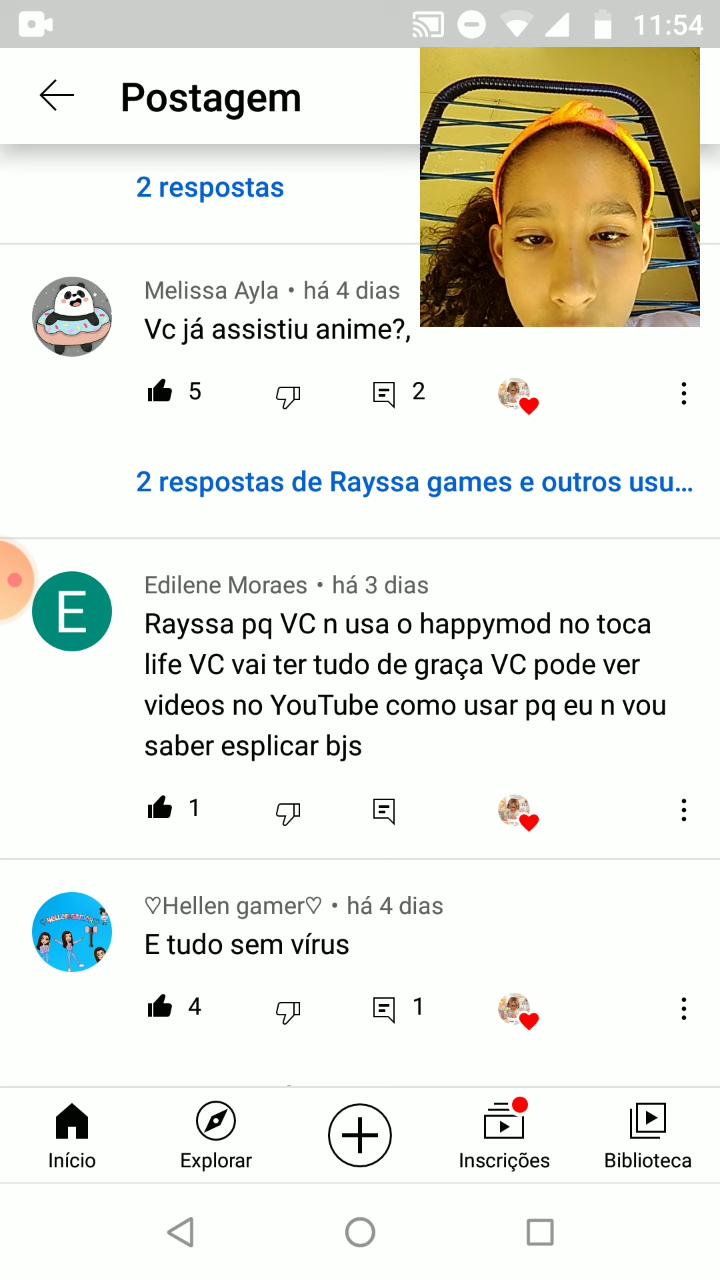 11:54
Postagem
2 respostas
Melissa Ayla • há 4 dias
Vc já assistiu anime?,
5
2
2 respostas de Rayssa games e outros usu...
E
Edilene Moraes • há 3 dias
Rayssa pq VC n usa o happymod no toca
life VC vai ter tudo de graça VC pode ver
videos no YouTube como usar pq eu n vou
saber esplicar bjs
1
♡Hellen gamer♡ • há 4 dias
E tudo sem vírus
4
1
Início
Explorar
Inscrições
Biblioteca